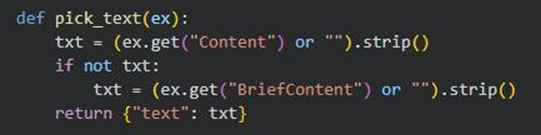 def pick_text(ex):
    txt = (ex.get("Content") or "").strip()
    if not txt:
        txt = (ex.get("BriefContent") or "").strip()
    return {"text": txt}